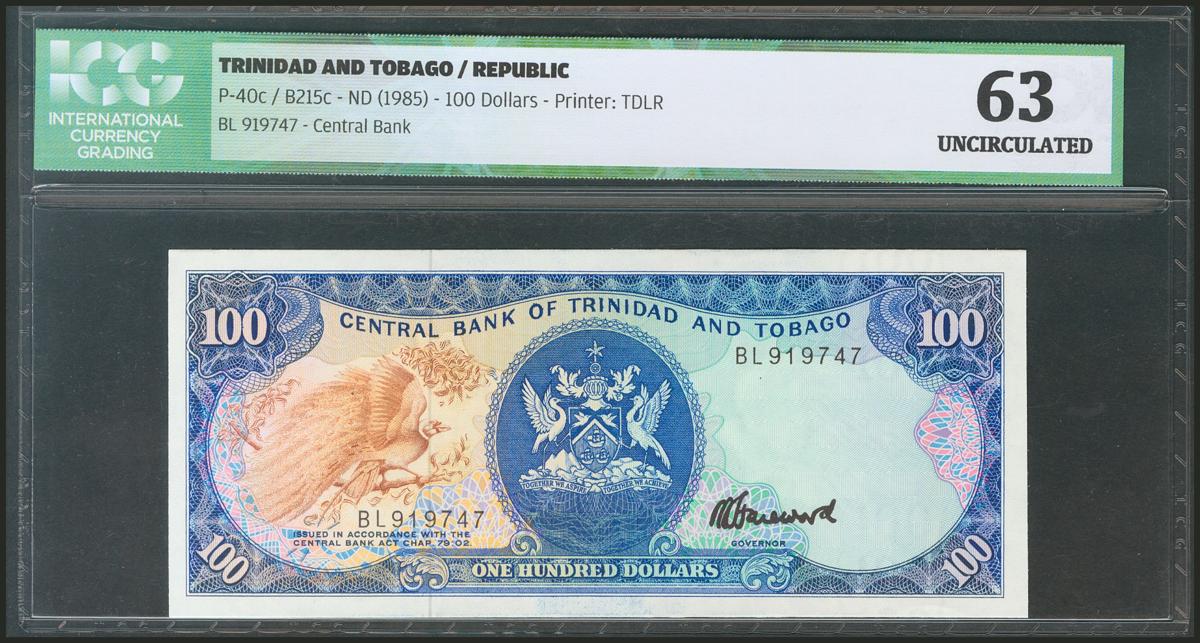 ICG
INTERNATIONAL
CURRENCY
GRADING
TRINIDAD AND TOBAGO / REPUBLIC
P-40c / B215c - ND (1985) - 100 Dollars - Printer: TDLR
BL 919747 - Central Bank
63
UNCIRCULATED
100
CENTRAL BANK OF TRINIDAD AND TOBAGO
100
BL919747
TOGETHER WE ASPIRE TOGETHER WE ACHIEVE
BL919747
ISSUED IN ACCORDANCE WITH THE
CENTRAL BANK ACT CHAP. 79:02.
GOVERNOR
100
ONE HUNDRED DOLLARS
100